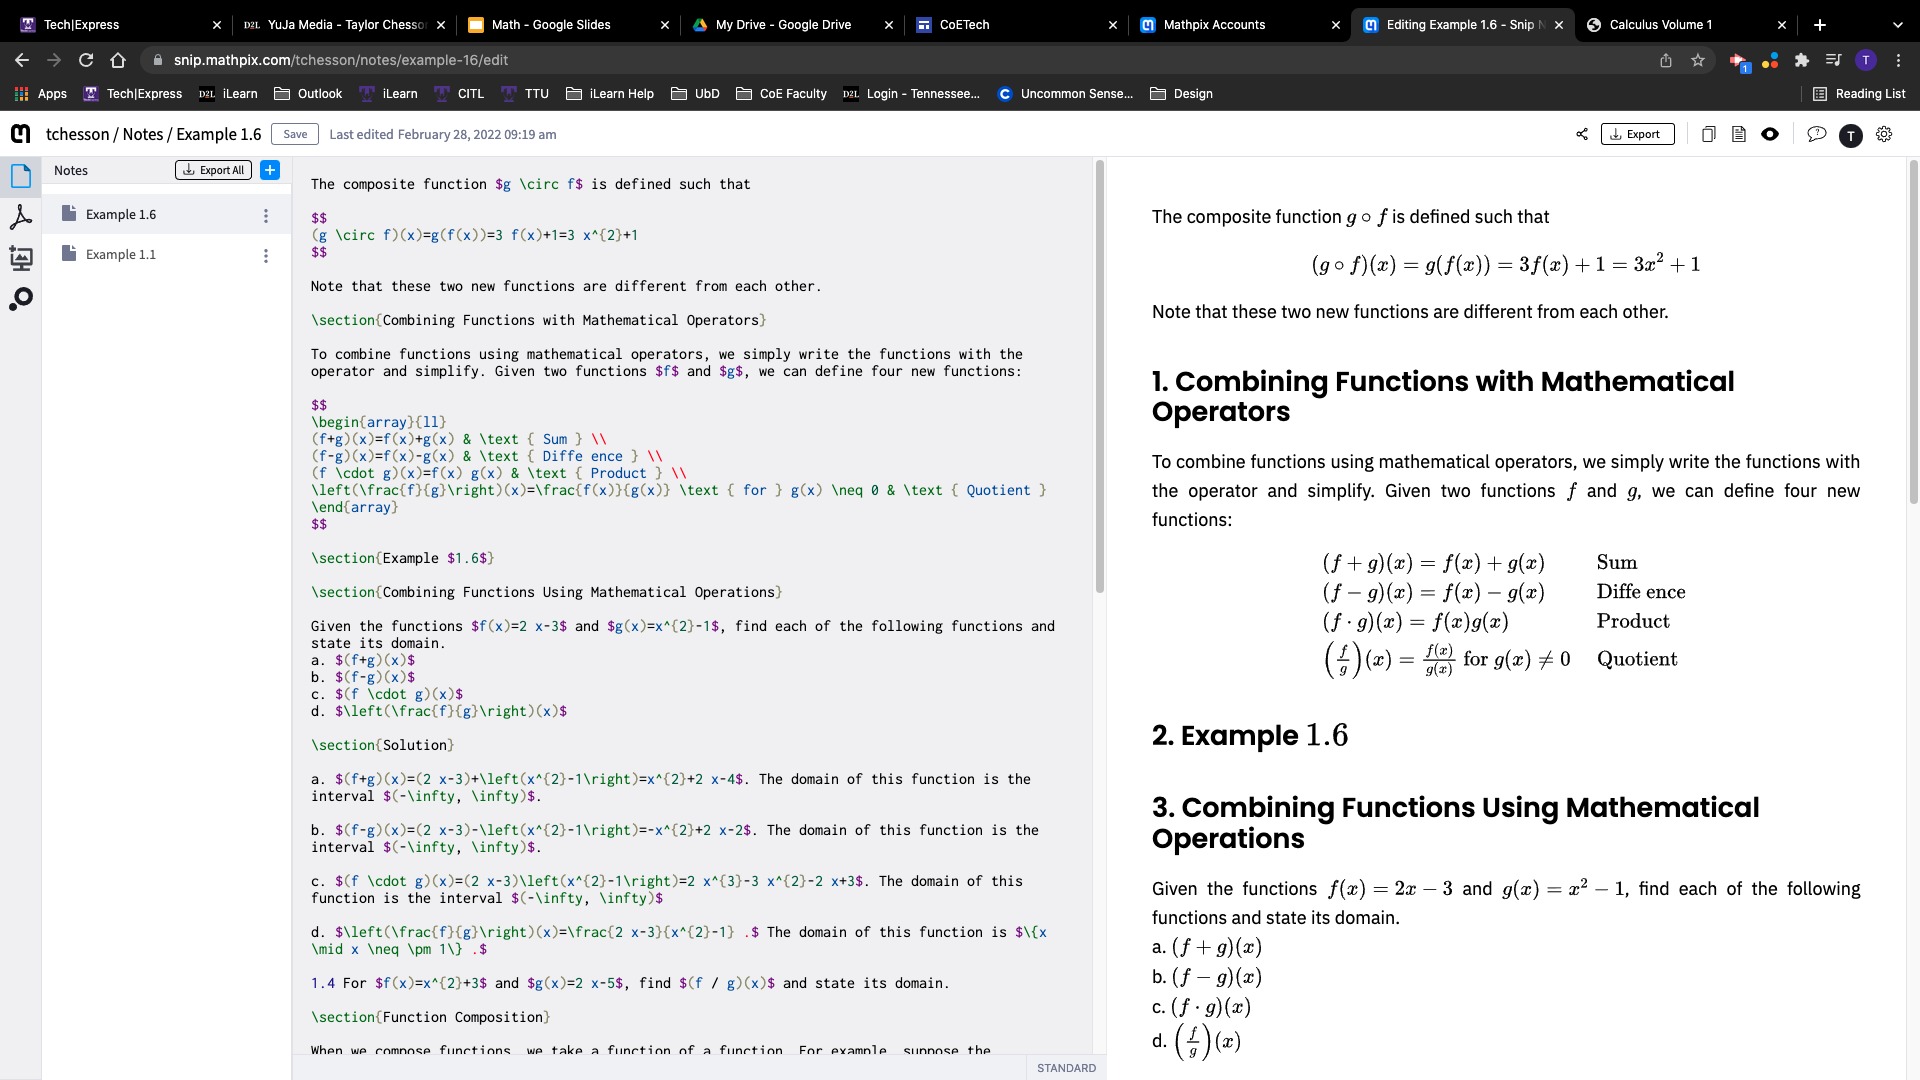 Tech|Express
YuJa Media - Taylor Chesso
Math - Google Slides
My Drive - Google Drive
CoETech
Mathpix Accounts
Editing Example 1.6 - Snip N
Calculus Volume 1
snip.mathpix.com/tchesson/notes/example-16/edit
Apps Tech|Express D2L iLearn Outlook iLearn CITL TTU iLearn Help UbD CoE Faculty D2L Login - Tennessee... Uncommon Sense... Design Reading List
tchesson / Notes / Example 1.6 Save Last edited February 28, 2022 09:19 am Export T
Notes Export All
Example 1.6
Example 1.1
The composite function $g \circ f$ is defined such that
$$
(g \circ f)(x)=g(f(x))=3 f(x)+1=3 x^{2}+1
$$
Note that these two new functions are different from each other.
\section{Combining Functions with Mathematical Operators}
To combine functions using mathematical operators, we simply write the functions with the
operator and simplify. Given two functions $f$ and $g$, we can define four new functions:
$$
\begin{array}{ll}
(f+g)(x)=f(x)+g(x) & \text { Sum } \\
(f-g)(x)=f(x)-g(x) & \text { Diffe ence } \\
(f \cdot g)(x)=f(x) g(x) & \text { Product } \\
\left(\frac{f}{g}\right)(x)=\frac{f(x)}{g(x)} \text { for } g(x) \neq 0 & \text { Quotient }
\end{array}
$$
\section{Example $1.6$}
\section{Combining Functions Using Mathematical Operations}
Given the functions $f(x)=2 x-3$ and $g(x)=x^{2}-1$, find each of the following functions and
state its domain.
a. $(f+g)(x)$
b. $(f-g)(x)$
c. $(f \cdot g)(x)$
d. $\left(\frac{f}{g}\right)(x)$
\section{Solution}
a. $(f+g)(x)=(2 x-3)+\left(x^{2}-1\right)=x^{2}+2 x-4$. The domain of this function is the
interval $(-\infty, \infty)$.
b. $(f-g)(x)=(2 x-3)-\left(x^{2}-1\right)=-x^{2}+2 x-2$. The domain of this function is the
interval $(-\infty, \infty)$.
c. $(f \cdot g)(x)=(2 x-3)\left(x^{2}-1\right)=2 x^{3}-3 x^{2}-2 x+3$. The domain of this
function is the interval $(-\infty, \infty)$
d. $\left(\frac{f}{g}\right)(x)=\frac{2 x-3}{x^{2}-1} .$ The domain of this function is $\{x
\mid x \neq \pm 1\} .$
1.4 For $f(x)=x^{2}+3$ and $g(x)=2 x-5$, find $(f / g)(x)$ and state its domain.
\section{Function Composition}
When we compose functions, we take a function of a function. For example, suppose the
STANDARD
The composite function g ∘ f is defined such that
(g ∘ f)(x) = g(f(x)) = 3f(x) + 1 = 3x² + 1
Note that these two new functions are different from each other.
1. Combining Functions with Mathematical
Operators
To combine functions using mathematical operators, we simply write the functions with
the operator and simplify. Given two functions f and g, we can define four new
functions:
(f + g)(x) = f(x) + g(x) Sum
(f − g)(x) = f(x) − g(x) Diffe ence
(f · g)(x) = f(x)g(x) Product
(f/g)(x) = f(x)/g(x) for g(x) ≠ 0 Quotient
2. Example 1.6
3. Combining Functions Using Mathematical
Operations
Given the functions f(x) = 2x − 3 and g(x) = x² − 1, find each of the following
functions and state its domain.
a. (f + g)(x)
b. (f − g)(x)
c. (f · g)(x)
d. (f/g)(x)